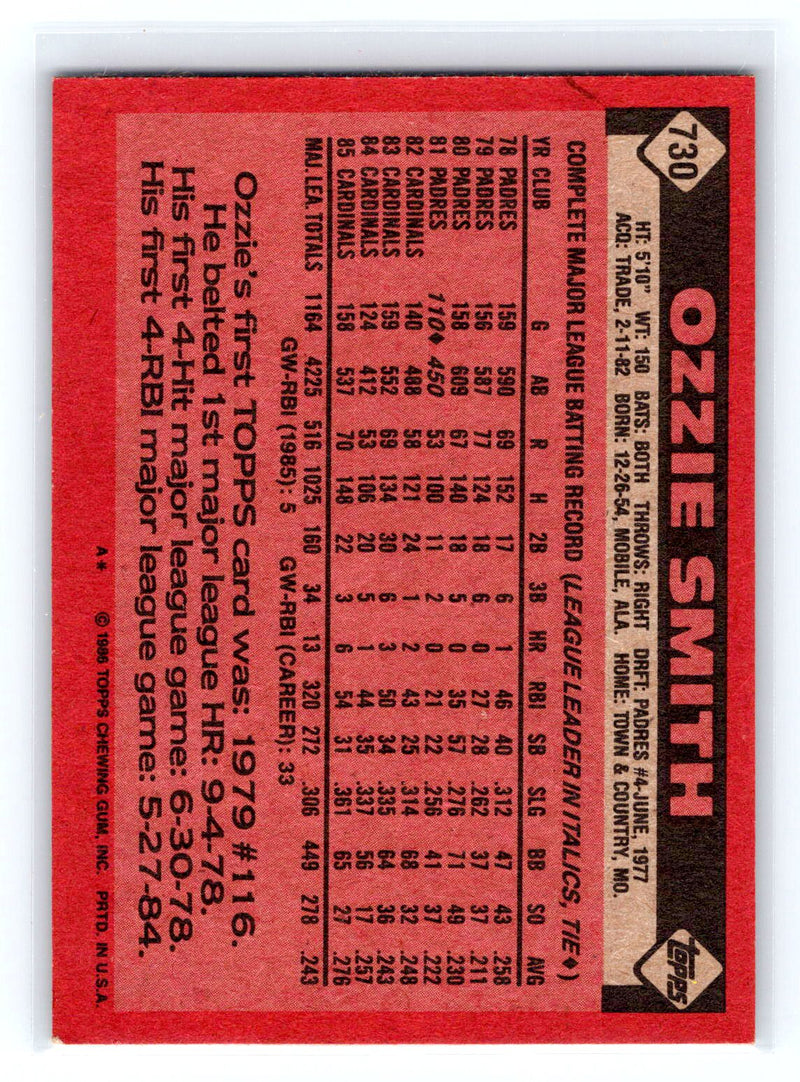 730
OZZIE SMITH
TOPPS
HT: 5'10" WT: 150 BATS: BOTH THROWS: RIGHT DRFT: PADRES #4-JUNE, 1977
ACQ: TRADE, 2-11-82 BORN: 12-26-54, MOBILE, ALA. HOME: TOWN & COUNTRY, MO.
COMPLETE MAJOR LEAGUE BATTING RECORD (LEAGUE LEADER IN ITALICS, TIE♦)
YR CLUB G AB R H 2B 3B HR RBI SB SLG BB SO AVG
78 PADRES 159 590 69 152 17 6 1 46 40 .312 47 43 .258
79 PADRES 156 587 77 124 18 6 0 27 28 .262 37 37 .211
80 PADRES 158 609 67 140 18 5 0 35 57 .276 71 49 .230
81 PADRES 110♦ 450 53 100 11 2 0 21 22 .256 41 37 .222
82 CARDINALS 140 488 58 121 24 1 2 43 25 .314 68 32 .248
83 CARDINALS 159 552 69 134 30 6 3 50 34 .335 64 36 .243
84 CARDINALS 124 412 53 106 20 5 1 44 35 .337 56 17 .257
85 CARDINALS 158 537 70 148 22 3 6 54 31 .361 65 27 .276
MAJ. LEA. TOTALS 1164 4225 516 1025 160 34 13 320 272 .306 449 278 .243
GW-RBI (1985): 5 GW-RBI (CAREER): 33
Ozzie's first TOPPS card was: 1979 #116.
He belted 1st major league HR: 9-4-78.
His first 4-Hit major league game: 6-30-78.
His first 4-RBI major league game: 5-27-84.
A* © 1986 TOPPS CHEWING GUM, INC. PRTD. IN U.S.A.